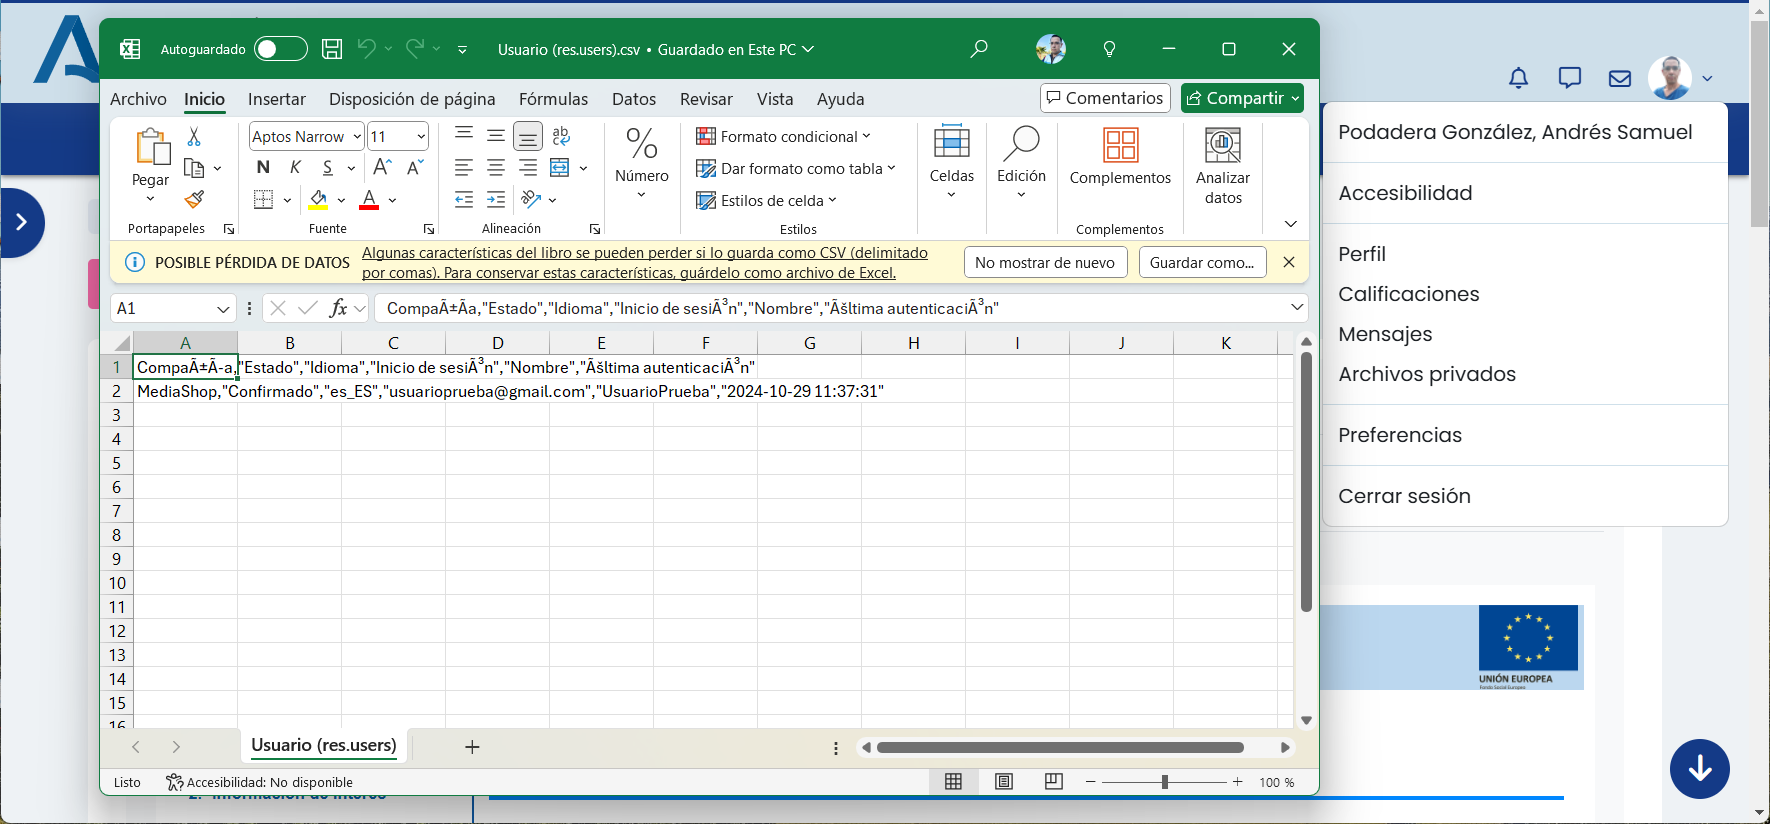 Autoguardado
Usuario (res.users).csv • Guardado en Este PC
Archivo Inicio Insertar Disposición de página Fórmulas Datos Revisar Vista Ayuda
Comentarios Compartir
Pegar
Portapapeles
Aptos Narrow 11
N K S A A
ab
c
Fuente
Alineación
Número
Formato condicional
Dar formato como tabla
Estilos de celda
Estilos
Celdas
Edición
Complementos
Complementos
Analizar
datos
POSIBLE PÉRDIDA DE DATOS
Algunas características del libro se pueden perder si lo guarda como CSV (delimitado
por comas). Para conservar estas características, guárdelo como archivo de Excel.
No mostrar de nuevo
Guardar como...
A1
fx
CompaÃ±Ãa,"Estado","Idioma","Inicio de sesiÃ³n","Nombre","Ãšltima autenticaciÃ³n"
A B C D E F G H I J K
1 CompaÃ±Ã-a,"Estado","Idioma","Inicio de sesiÃ³n","Nombre","Ãšltima autenticaciÃ³n"
2 MediaShop,"Confirmado","es_ES","usuarioprueba@gmail.com","UsuarioPrueba","2024-10-29 11:37:31"
3
4
5
6
7
8
9
10
11
12
13
14
15
16
Usuario (res.users)
Listo
Accesibilidad: No disponible
100 %
Podadera González, Andrés Samuel
Accesibilidad
Perfil
Calificaciones
Mensajes
Archivos privados
Preferencias
Cerrar sesión
UNIÓN EUROPEA
Fondo Social Europeo
2. Información de interés